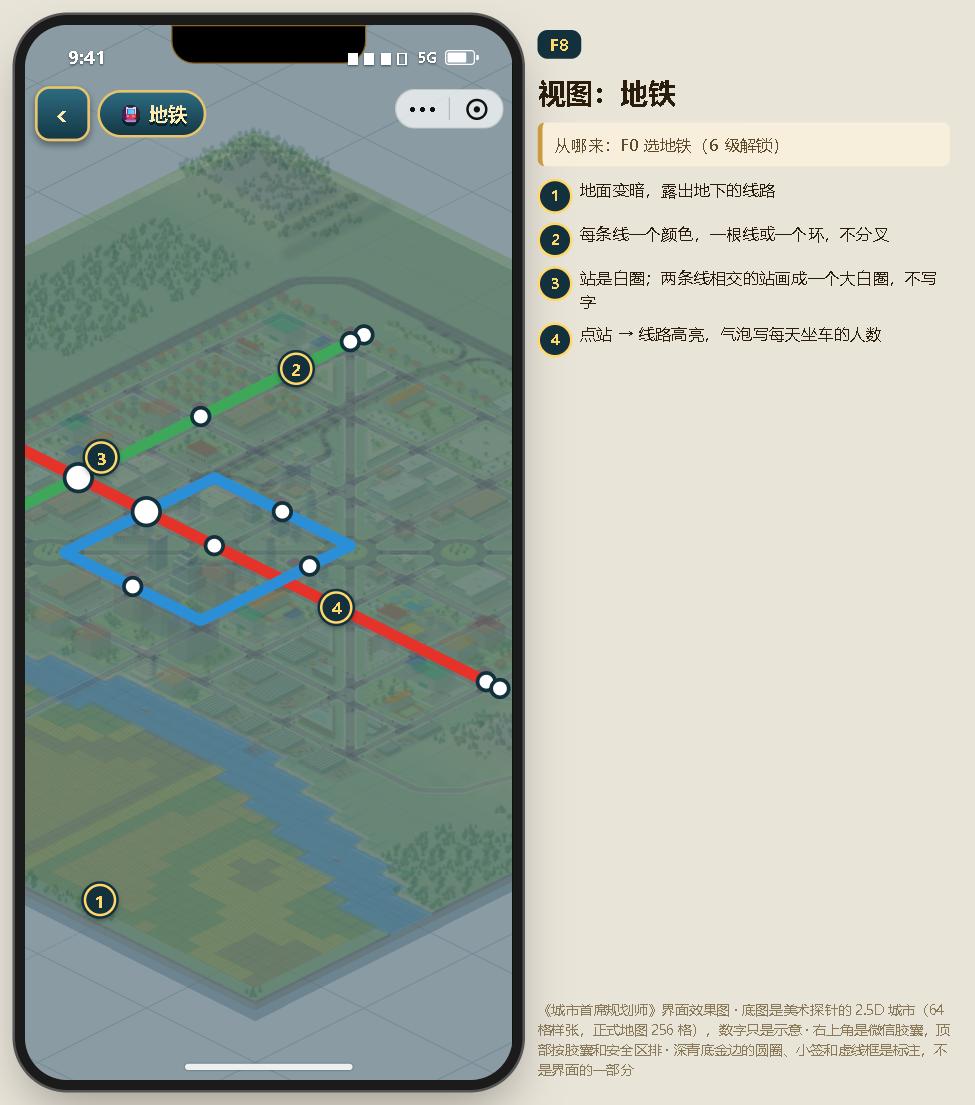 9:41
5G
地铁
2
3
4
1
F8
视图：地铁
从哪来：F0 选地铁（6 级解锁）
1 地面变暗，露出地下的线路
2 每条线一个颜色，一根线或一个环，不分叉
3 站是白圈；两条线相交的站画成一个大白圈，不写
字
4 点站 → 线路高亮，气泡写每天坐车的人数
《城市首席规划师》界面效果图 · 底图是美术探针的 2.5D 城市（64
格样张，正式地图 256 格），数字只是示意 · 右上角是微信胶囊，顶
部按胶囊和安全区排 · 深青底金边的圆圈、小签和虚线框是标注，不
是界面的一部分